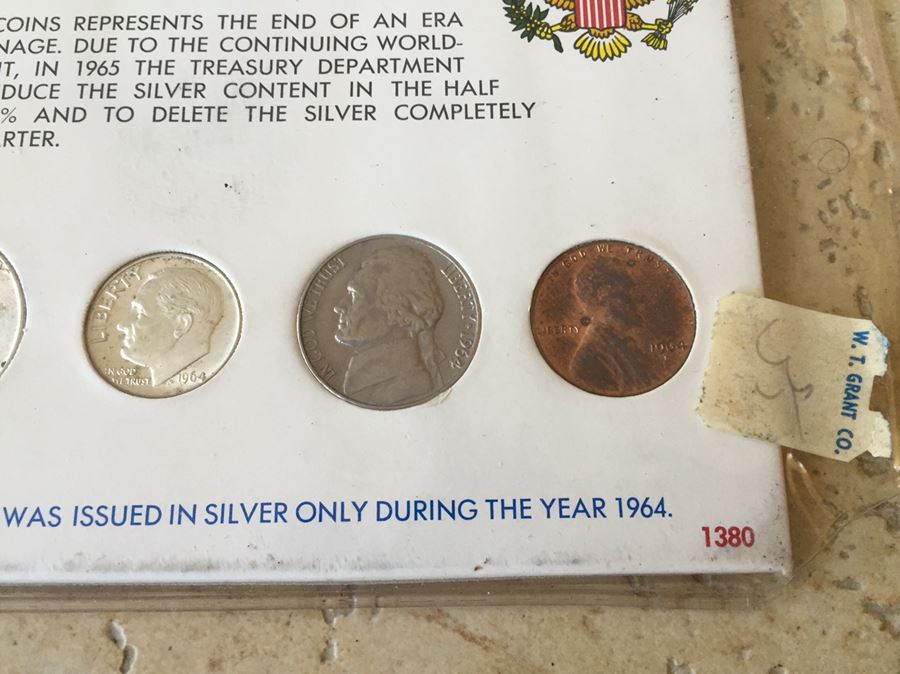 COINS REPRESENTS THE END OF AN ERA
NAGE. DUE TO THE CONTINUING WORLD-
T, IN 1965 THE TREASURY DEPARTMENT
DUCE THE SILVER CONTENT IN THE HALF
% AND TO DELETE THE SILVER COMPLETELY
RTER.
LIBERTY
IN GOD
WE TRUST
1964
IN GOD WE TRUST
LIBERTY · 1964
IN GOD WE TRUST
LIBERTY
1964
W. T. GRANT CO.
WAS ISSUED IN SILVER ONLY DURING THE YEAR 1964.
1380